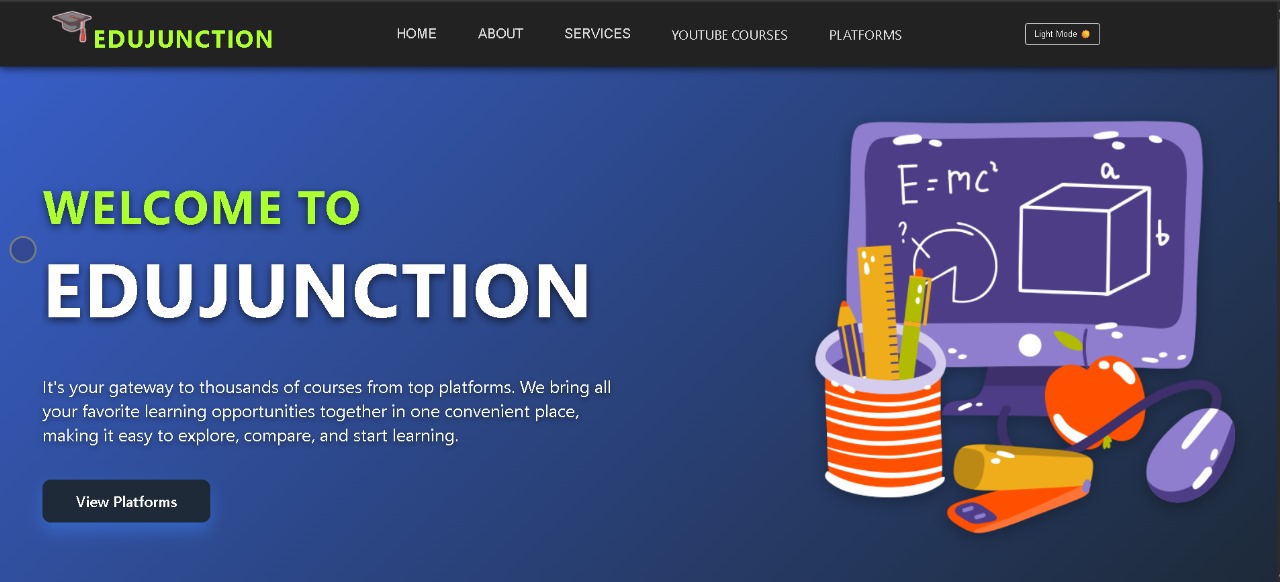 EDUJUNCTION
HOME ABOUT SERVICES YOUTUBE COURSES PLATFORMS
Light Mode
WELCOME TO
EDUJUNCTION
It's your gateway to thousands of courses from top platforms. We bring all
your favorite learning opportunities together in one convenient place,
making it easy to explore, compare, and start learning.
View Platforms
E=mc²
a
b
?